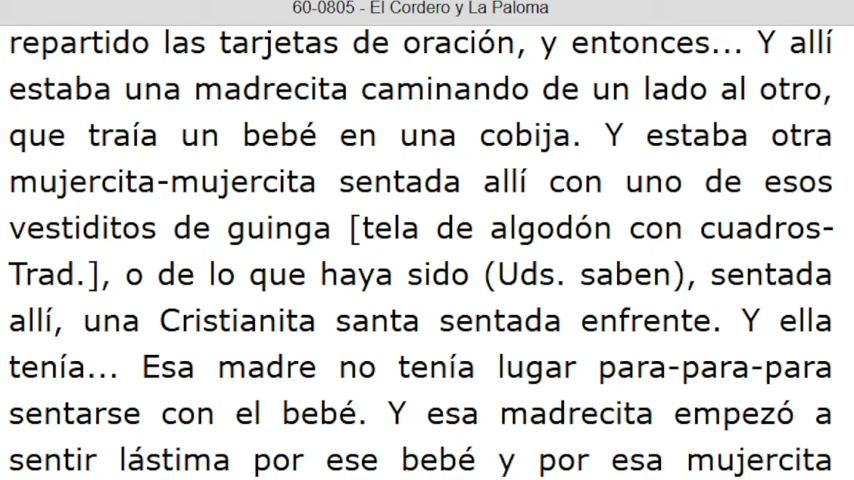 60-0805 - El Cordero y La Paloma
repartido las tarjetas de oración, y entonces... Y allí
estaba una madrecita caminando de un lado al otro,
que traía un bebé en una cobija. Y estaba otra
mujercita-mujercita sentada allí con uno de esos
vestiditos de guinga [tela de algodón con cuadros-
Trad.], o de lo que haya sido (Uds. saben), sentada
allí, una Cristianita santa sentada enfrente. Y ella
tenía... Esa madre no tenía lugar para-para-para
sentarse con el bebé. Y esa madrecita empezó a
sentir lástima por ese bebé y por esa mujercita